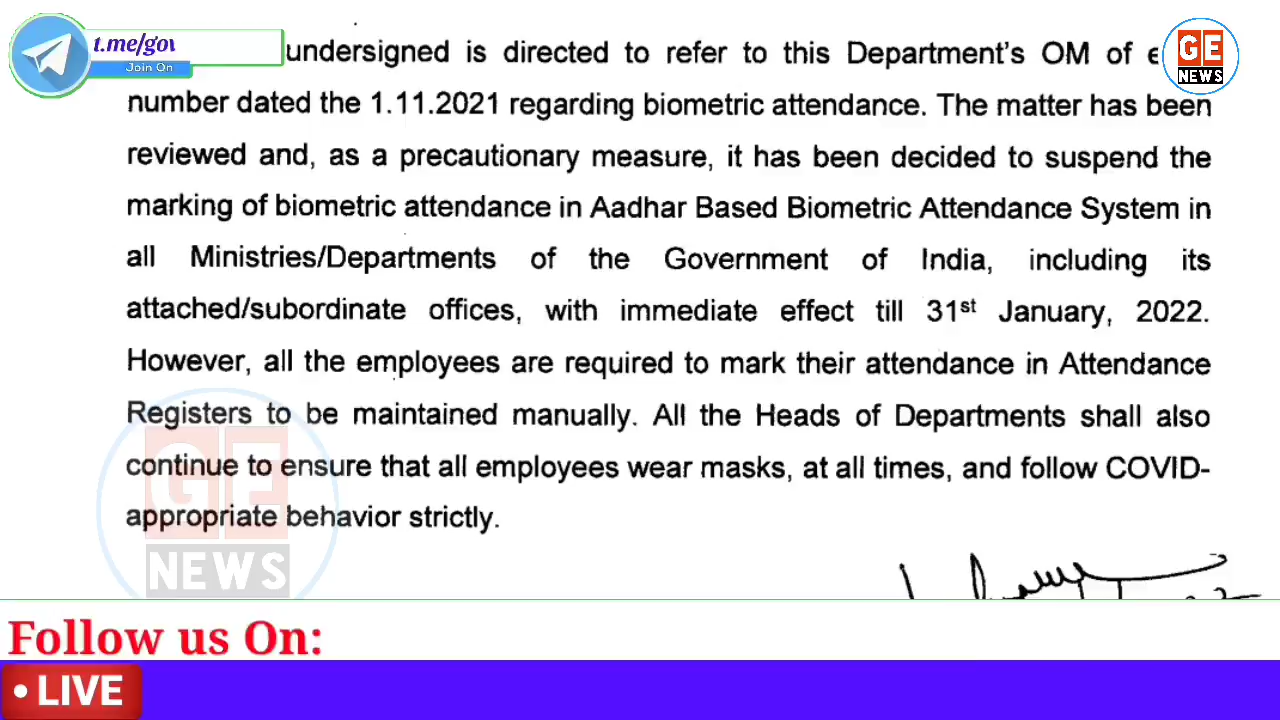 t.me/gov
Join On
GE
NEWS
undersigned is directed to refer to this Department's OM of
number dated the 1.11.2021 regarding biometric attendance. The matter has been
reviewed and, as a precautionary measure, it has been decided to suspend the
marking of biometric attendance in Aadhar Based Biometric Attendance System in
all Ministries/Departments of the Government of India, including its
attached/subordinate offices, with immediate effect till 31st January, 2022.
However, all the employees are required to mark their attendance in Attendance
Registers to be maintained manually. All the Heads of Departments shall also
continue to ensure that all employees wear masks, at all times, and follow COVID-
appropriate behavior strictly.
GE
NEWS
Follow us On:
• LIVE